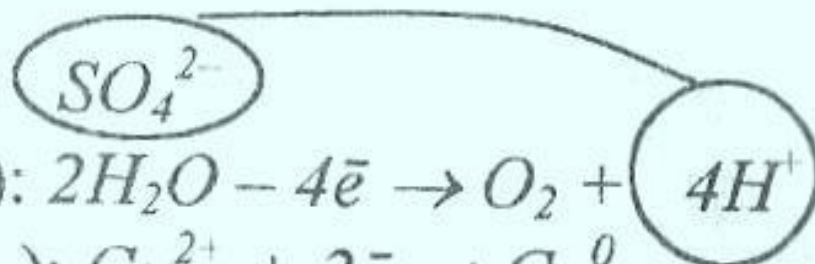 SO₄²⁻
): 2H₂O – 4ē → O₂ + 4H⁺